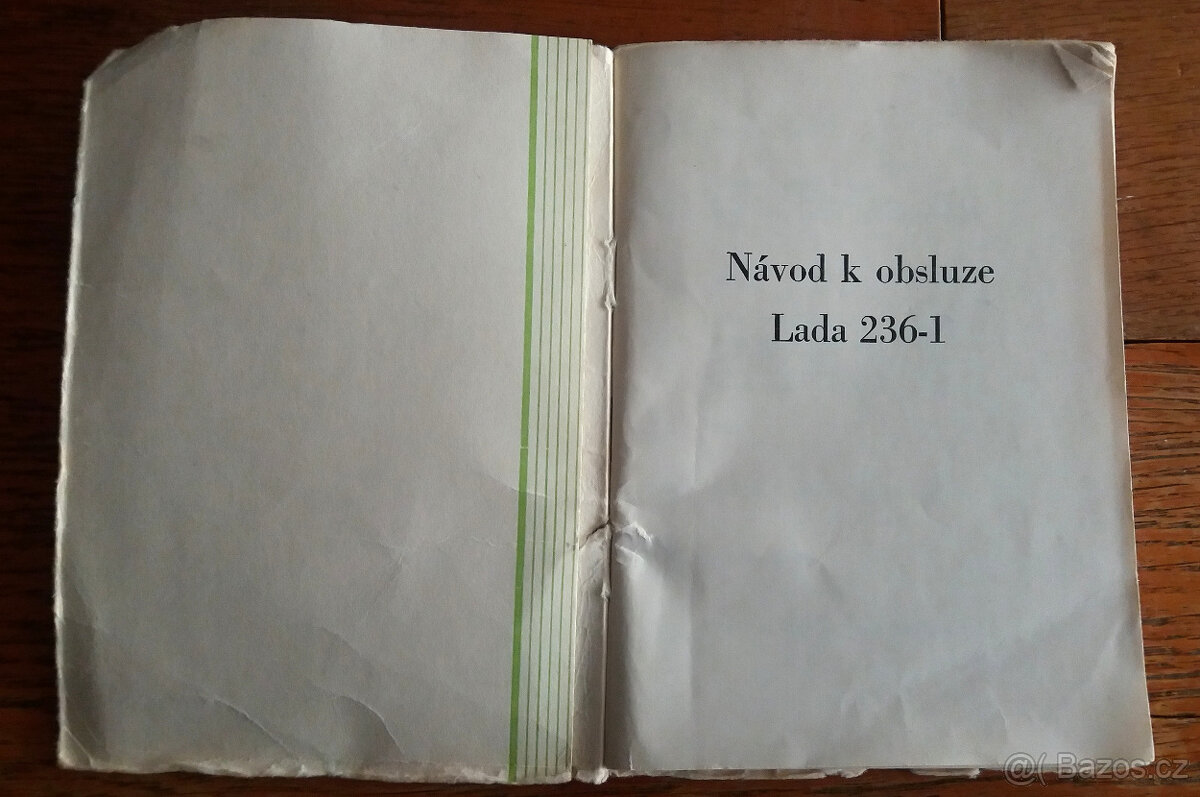 Návod k obsluze
Lada 236-1
@( Bazos.cz